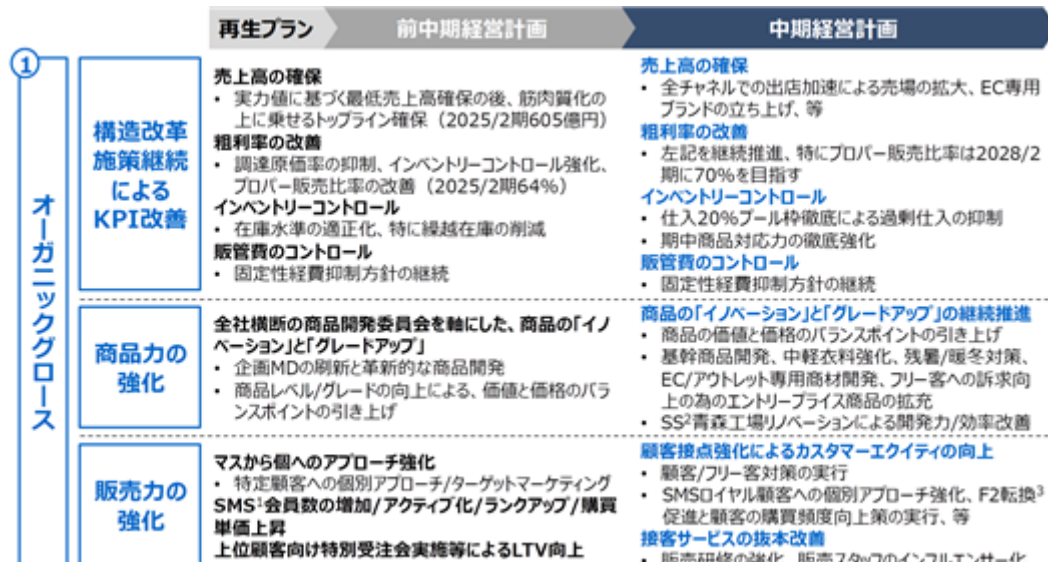 再生プラン
前中期経営計画
中期経営計画
①
オーガニックグロース
構造改革
施策継続
による
KPI改善
売上高の確保
• 実力値に基づく最低売上高確保の後、筋肉質化の
上に乗せるトップライン確保（2025/2期605億円）
粗利率の改善
• 調達原価率の抑制、インベントリーコントロール強化、
プロパー販売比率の改善（2025/2期64%）
インベントリーコントロール
• 在庫水準の適正化、特に繰越在庫の削減
販管費のコントロール
• 固定性経費抑制方針の継続
売上高の確保
• 全チャネルでの出店加速による売場の拡大、EC専用
ブランドの立ち上げ、等
粗利率の改善
• 左記を継続推進、特にプロパー販売比率は2028/2
期に70%を目指す
インベントリーコントロール
• 仕入20%プール枠徹底による過剰仕入の抑制
• 期中商品対応力の徹底強化
販管費のコントロール
• 固定性経費抑制方針の継続
商品力の
強化
全社横断の商品開発委員会を軸にした、商品の「イノ
ベーション」と「グレードアップ」
• 企画MDの刷新と革新的な商品開発
• 商品レベル/グレードの向上による、価値と価格のバラ
ンスポイントの引き上げ
商品の「イノベーション」と「グレードアップ」の継続推進
• 商品の価値と価格のバランスポイントの引き上げ
• 基幹商品開発、中軽衣料強化、残暑/暖冬対策、
EC/アウトレット専用商材開発、フリー客への訴求向
上の為のエントリープライス商品の拡充
• SS²青森工場リノベーションによる開発力/効率改善
販売力の
強化
マスから個へのアプローチ強化
• 特定顧客への個別アプローチ/ターゲットマーケティング
SMS¹会員数の増加/アクティブ化/ランクアップ/購買
単価上昇
上位顧客向け特別受注会実施等によるLTV向上
顧客接点強化によるカスタマーエクイティの向上
• 顧客/フリー客対策の実行
• SMSロイヤル顧客への個別アプローチ強化、F2転換³
促進と顧客の購買頻度向上策の実行、等
接客サービスの抜本改善
• 販売研修の強化、販売スタッフのインフルエンサー化